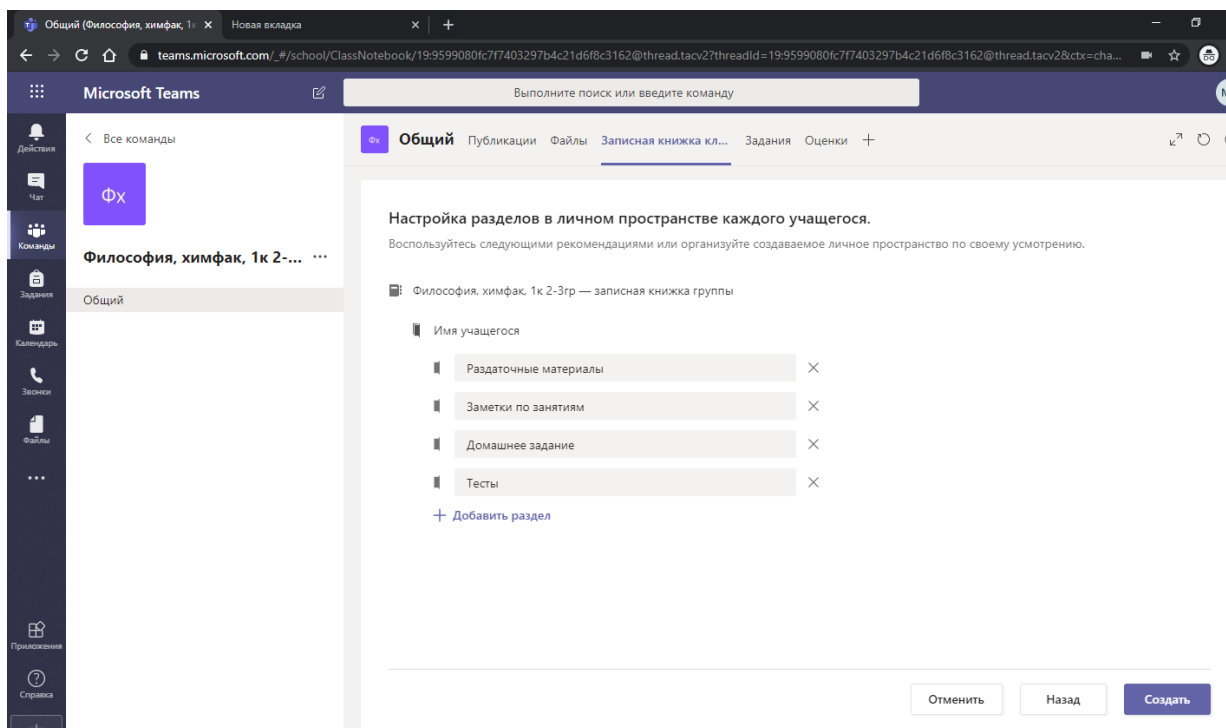 Общий (Философия, химфак, 1
Новая вкладка
teams.microsoft.com/_#/school/ClassNotebook/19:9599080fc7f7403297b4c21d6f8c3162@thread.tacv2?threadId=19:9599080fc7f7403297b4c21d6f8c3162@thread.tacv2&ctx=cha...
Microsoft Teams
Выполните поиск или введите команду
Действия
Чат
Команды
Задания
Календарь
Звонки
Файлы
Приложения
Справка
Все команды
Фх
Философия, химфак, 1к 2-... ...
Общий
Фх Общий Публикации Файлы Записная книжка кл... Задания Оценки
Настройка разделов в личном пространстве каждого учащегося.
Воспользуйтесь следующими рекомендациями или организуйте создаваемое личное пространство по своему усмотрению.
Философия, химфак, 1к 2-3гр — записная книжка группы
Имя учащегося
Раздаточные материалы
Заметки по занятиям
Домашнее задание
Тесты
+ Добавить раздел
Отменить Назад Создать